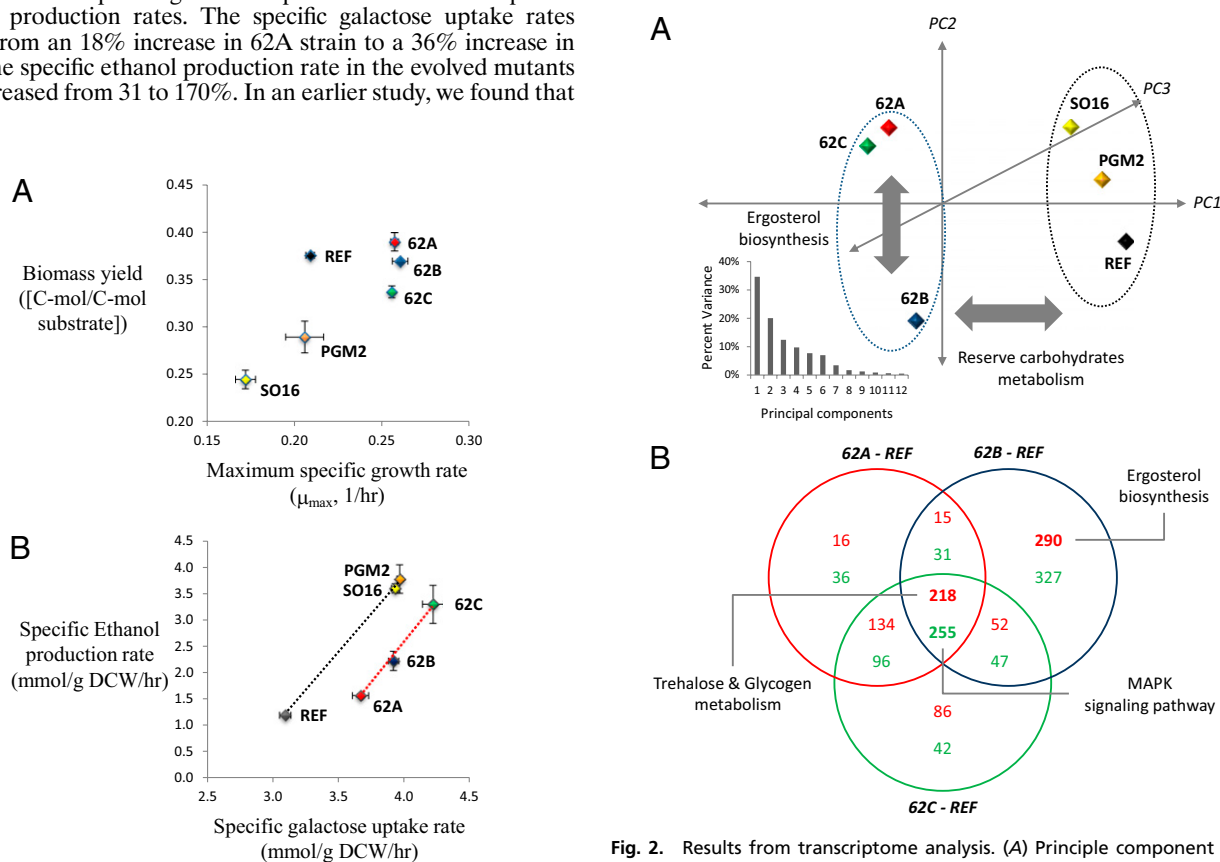 production rates. The specific galactose uptake rates
rom an 18% increase in 62A strain to a 36% increase in
ne specific ethanol production rate in the evolved mutants
reased from 31 to 170%. In an earlier study, we found that
A
Biomass yield
([C-mol/C-mol
substrate])
0.45
0.40
0.35
0.30
0.25
0.20
REF
62A
62B
62C
PGM2
SO16
0.15
0.20
0.25
0.30
Maximum specific growth rate
(μmax, 1/hr)
B
Specific Ethanol
production rate
(mmol/g DCW/hr)
4.5
4.0
3.5
3.0
2.5
2.0
1.5
1.0
0.5
0.0
PGM2
SO16
62C
62B
62A
REF
2.5
3.0
3.5
4.0
4.5
Specific galactose uptake rate
(mmol/g DCW/hr)
A
PC2
PC3
PC1
62A
62C
SO16
PGM2
REF
62B
Ergosterol
biosynthesis
Reserve carbohydrates
metabolism
Percent Variance
40%
30%
20%
10%
0%
1 2 3 4 5 6 7 8 9 10 11 12
Principal components
B
62A - REF
62B - REF
Ergosterol
biosynthesis
15
16
31
290
36
327
218
134
255
52
96
47
Trehalose & Glycogen
metabolism
MAPK
signaling pathway
86
42
62C - REF
Fig. 2. Results from transcriptome analysis. (A) Principle component